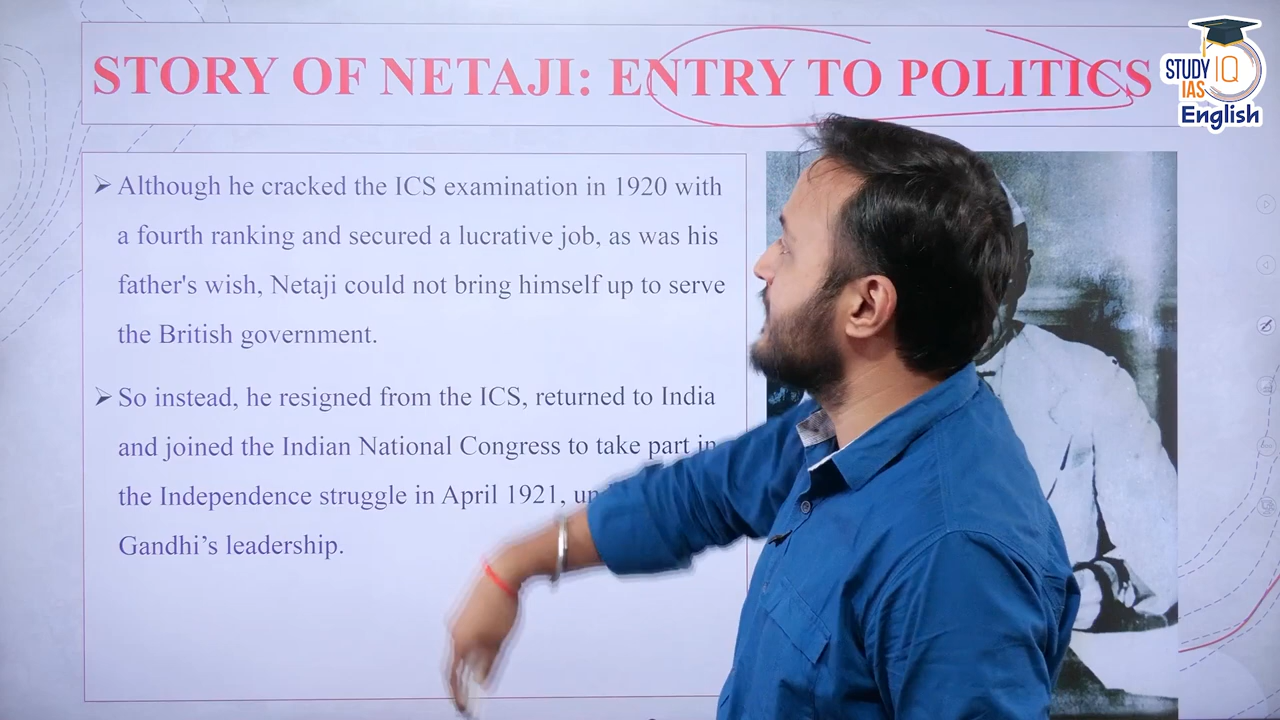 STORY OF NETAJI: ENTRY TO POLITICS
STUDY IQ
IAS
English
➢ Although he cracked the ICS examination in 1920 with
a fourth ranking and secured a lucrative job, as was his
father's wish, Netaji could not bring himself up to serve
the British government.
➢ So instead, he resigned from the ICS, returned to India
and joined the Indian National Congress to take part in
the Independence struggle in April 1921,
Gandhi’s leadership.